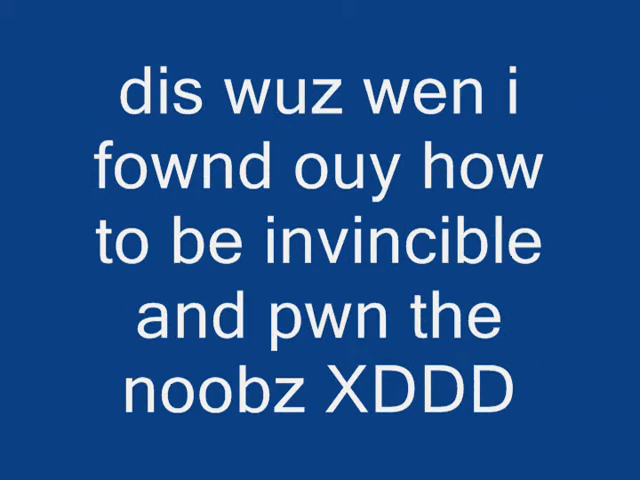 dis wuz wen i
fownd ouy how
to be invincible
and pwn the
noobz XDDD